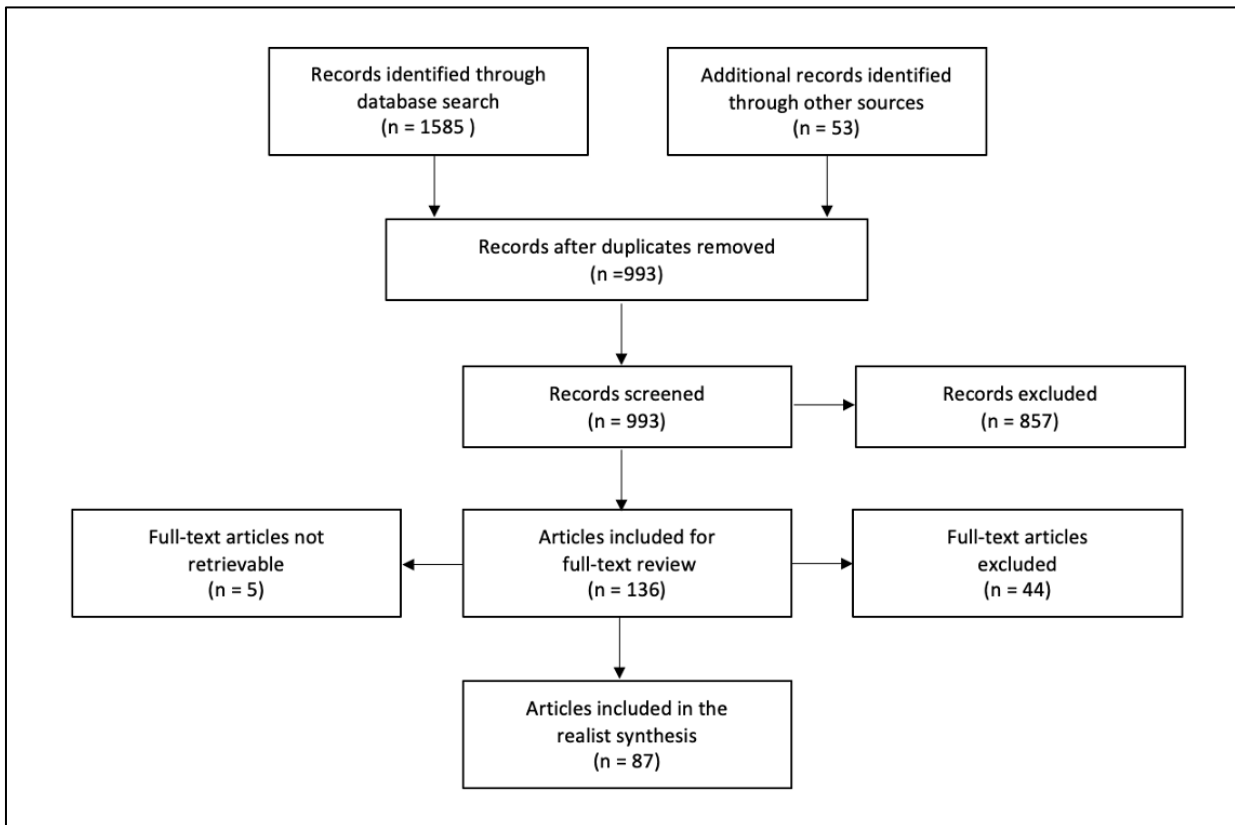 Records identified through
database search
(n = 1585 )
Additional records identified
through other sources
(n = 53)
Records after duplicates removed
(n =993)
Records screened
(n = 993)
Records excluded
(n = 857)
Full-text articles not
retrievable
(n = 5)
Articles included for
full-text review
(n = 136)
Full-text articles
excluded
(n = 44)
Articles included in the
realist synthesis
(n = 87)